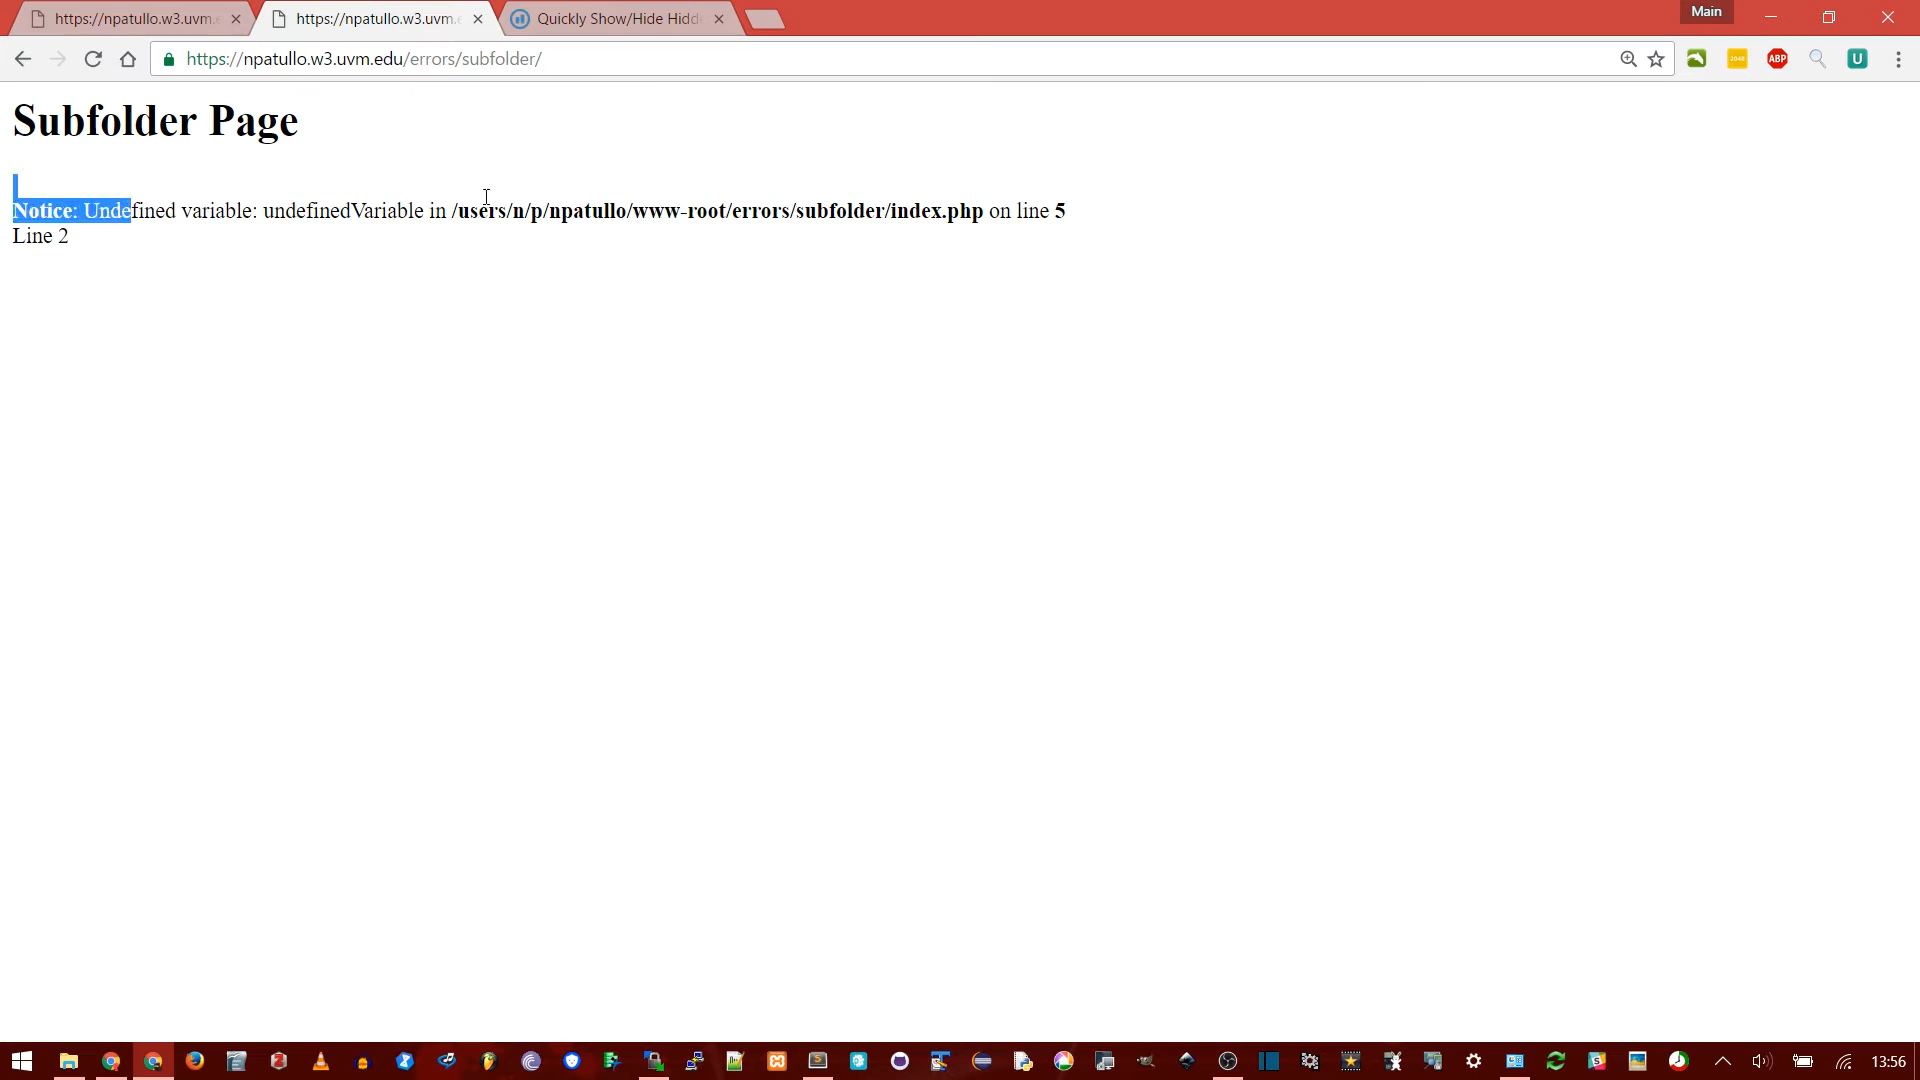 https://npatullo.w3.uvm.e
https://npatullo.w3.uvm.e
Quickly Show/Hide Hidd
Main
https://npatullo.w3.uvm.edu/errors/subfolder/
2048
ABP
U
Subfolder Page
Notice: Undefined variable: undefinedVariable in /users/n/p/npatullo/www-root/errors/subfolder/index.php on line 5
Line 2
13:56